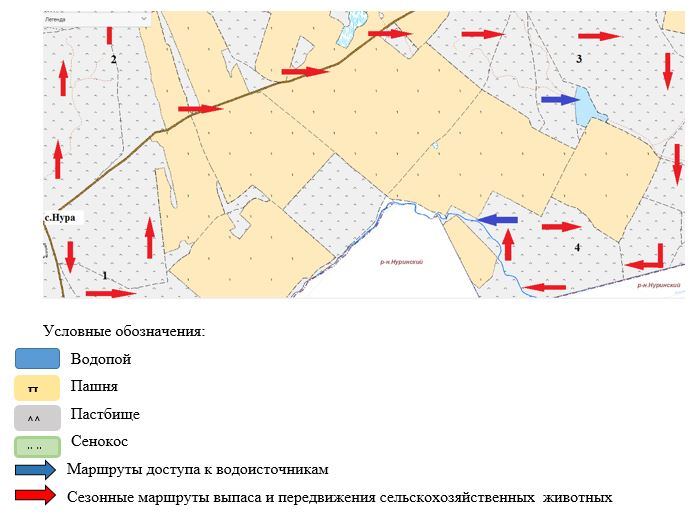 Легенда
2
3
с.Нура
4
р-н.Нуринский
1
р-н.Нуринский
Условные обозначения:
Водопой
Пашня
Пастбище
Сенокос
Маршруты доступа к водоисточникам
Сезонные маршруты выпаса и передвижения сельскохозяйственных животных